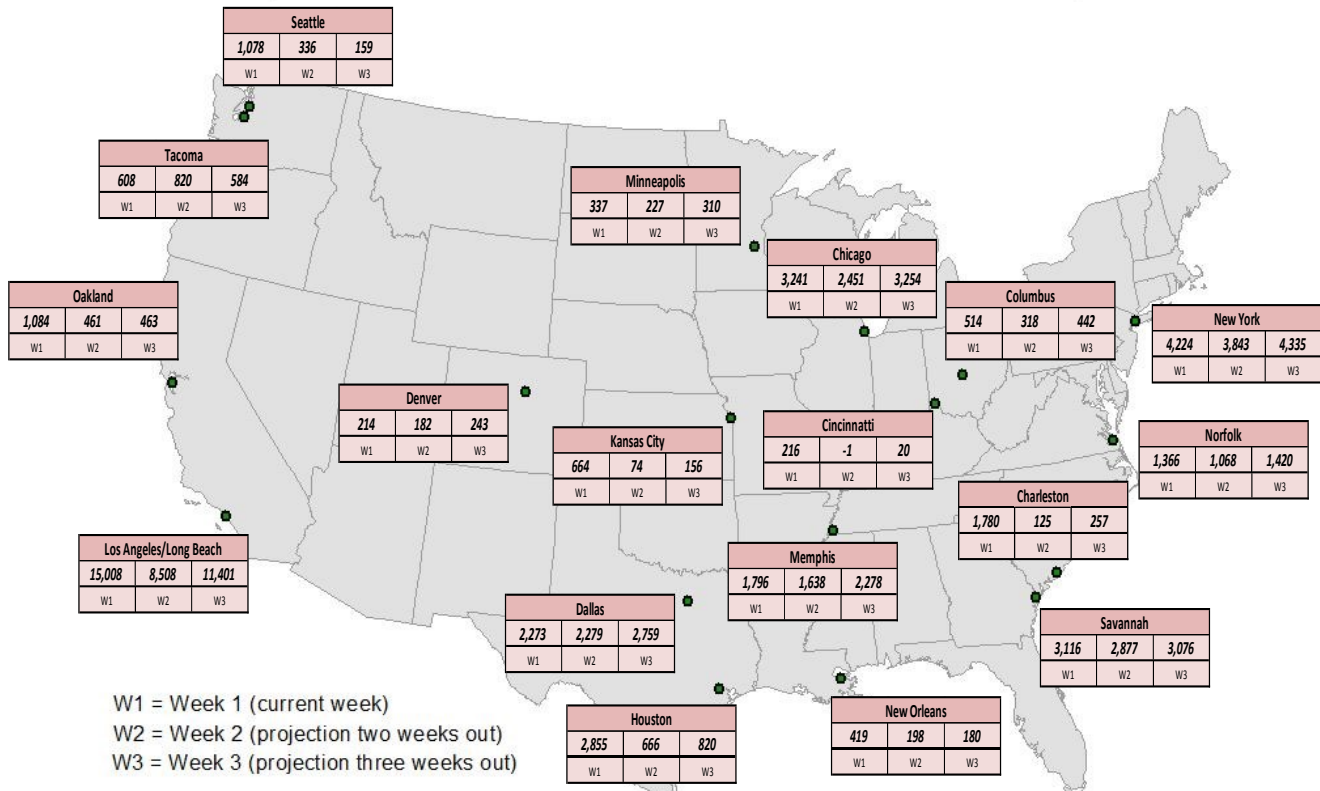 Seattle
1,078 336 159
W1 W2 W3
Tacoma
608 820 584
W1 W2 W3
Minneapolis
337 227 310
W1 W2 W3
Chicago
3,241 2,451 3,254
W1 W2 W3
Oakland
1,084 461 463
W1 W2 W3
Columbus
514 318 442
W1 W2 W3
New York
4,224 3,843 4,335
W1 W2 W3
Denver
214 182 243
W1 W2 W3
Kansas City
664 74 156
W1 W2 W3
Cincinnatti
216 -1 20
W1 W2 W3
Norfolk
1,366 1,068 1,420
W1 W2 W3
Charleston
1,780 125 257
W1 W2 W3
Los Angeles/Long Beach
15,008 8,508 11,401
W1 W2 W3
Memphis
1,796 1,638 2,278
W1 W2 W3
Dallas
2,273 2,279 2,759
W1 W2 W3
Savannah
3,116 2,877 3,076
W1 W2 W3
Houston
2,855 666 820
W1 W2 W3
New Orleans
419 198 180
W1 W2 W3
W1 = Week 1 (current week)
W2 = Week 2 (projection two weeks out)
W3 = Week 3 (projection three weeks out)